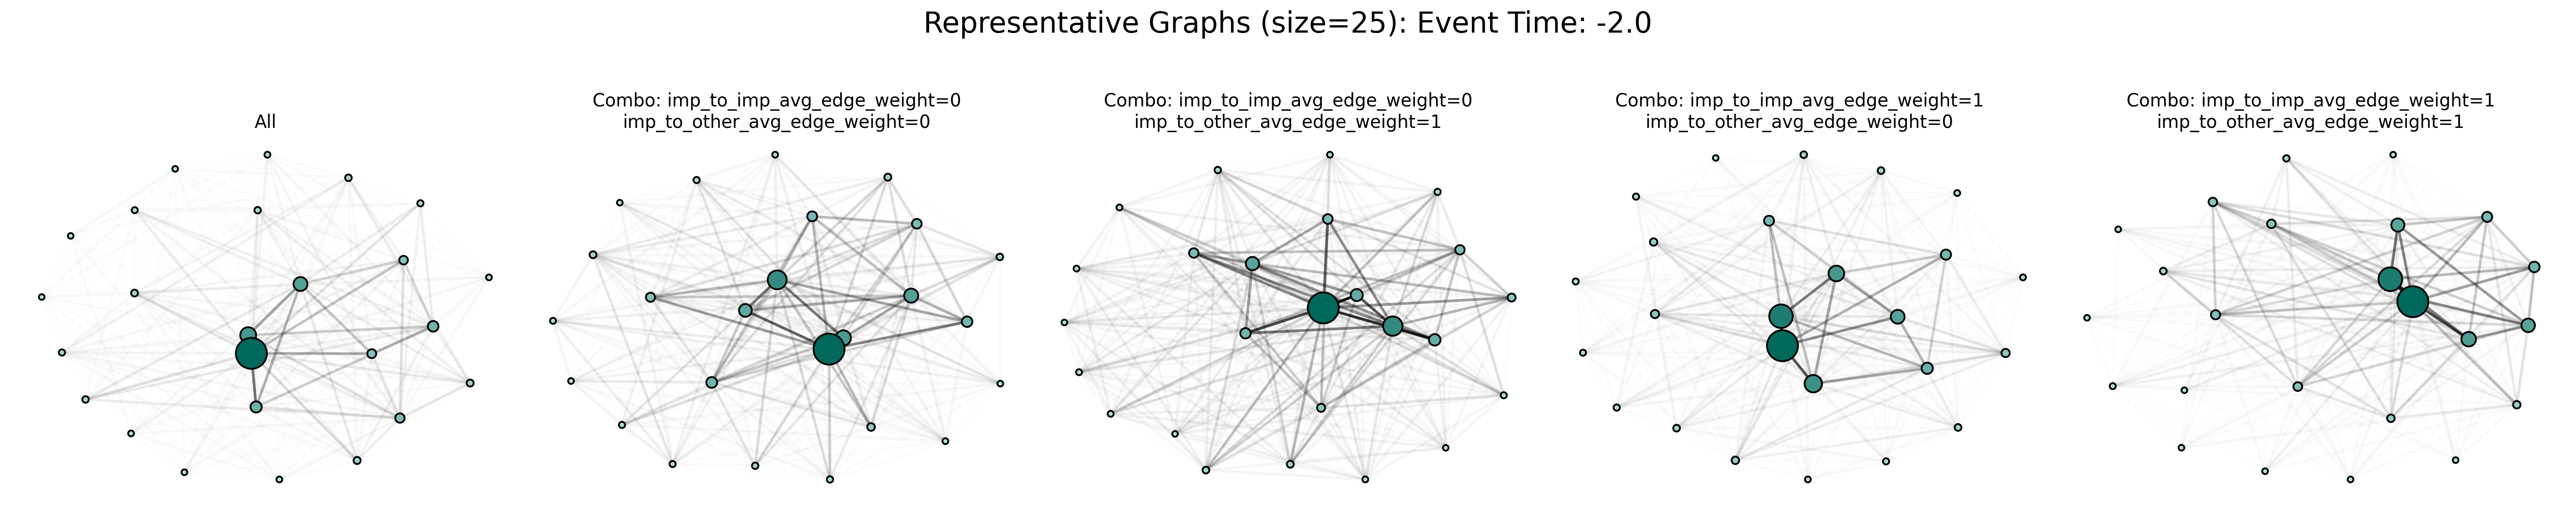 Representative Graphs (size=25): Event Time: -2.0
All
Combo: imp_to_imp_avg_edge_weight=0
imp_to_other_avg_edge_weight=0
Combo: imp_to_imp_avg_edge_weight=0
imp_to_other_avg_edge_weight=1
Combo: imp_to_imp_avg_edge_weight=1
imp_to_other_avg_edge_weight=0
Combo: imp_to_imp_avg_edge_weight=1
imp_to_other_avg_edge_weight=1